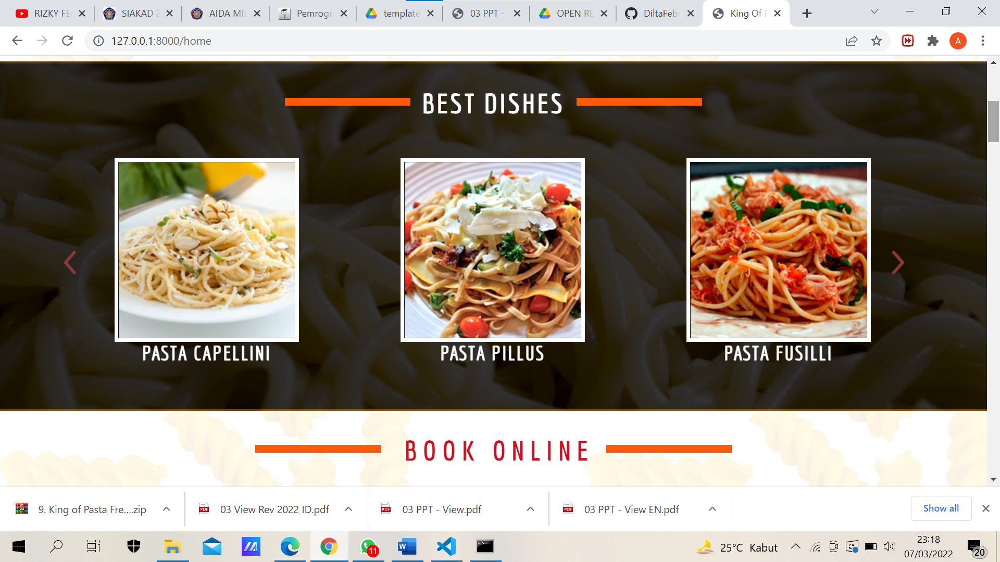 RIZKY FE
SIAKAD 2
AIDA MIL
Pemrogr
template
03 PPT -
OPEN RE
DiltaFebi
King Of P
127.0.0.1:8000/home
A
BEST DISHES
PASTA CAPELLINI
PASTA PILLUS
PASTA FUSILLI
BOOK ONLINE
9. King of Pasta Fre....zip
03 View Rev 2022 ID.pdf
03 PPT - View.pdf
03 PPT - View EN.pdf
Show all
11
25°C Kabut
23:18
07/03/2022
20